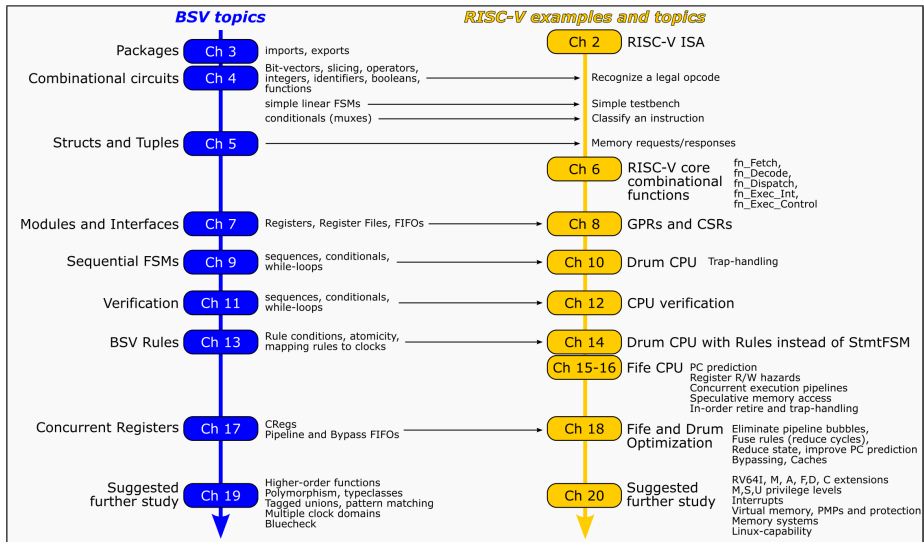 BSV topics
RISC-V examples and topics
Ch 2
RISC-V ISA
Packages
Ch 3
imports, exports
Combinational circuits
Ch 4
Bit-vectors, slicing, operators,
integers, identifiers, booleans,
functions
Recognize a legal opcode
simple linear FSMs
Simple testbench
conditionals (muxes)
Classify an instruction
Structs and Tuples
Ch 5
Memory requests/responses
Ch 6
RISC-V core
combinational
functions
fn_Fetch,
fn_Decode,
fn_Dispatch,
fn_Exec_Int,
fn_Exec_Control
Modules and Interfaces
Ch 7
Registers, Register Files, FIFOs
Ch 8
GPRs and CSRs
Sequential FSMs
Ch 9
sequences, conditionals,
while-loops
Ch 10
Drum CPU
Trap-handling
Verification
Ch 11
sequences, conditionals,
while-loops
Ch 12
CPU verification
BSV Rules
Ch 13
Rule conditions, atomicity,
mapping rules to clocks
Ch 14
Drum CPU with Rules instead of StmtFSM
Ch 15-16
Fife CPU
PC prediction
Register R/W hazards
Concurrent execution pipelines
Speculative memory access
In-order retire and trap-handling
Concurrent Registers
Ch 17
CRegs
Pipeline and Bypass FIFOs
Ch 18
Fife and Drum
Optimization
Eliminate pipeline bubbles,
Fuse rules (reduce cycles),
Reduce state, improve PC prediction
Bypassing, Caches
Suggested
further study
Ch 19
Higher-order functions
Polymorphism, typeclasses
Tagged unions, pattern matching
Multiple clock domains
Bluecheck
Ch 20
Suggested
further study
RV64I, M, A, F,D, C extensions
M,S,U privilege levels
Interrupts
Virtual memory, PMPs and protection
Memory systems
Linux-capability